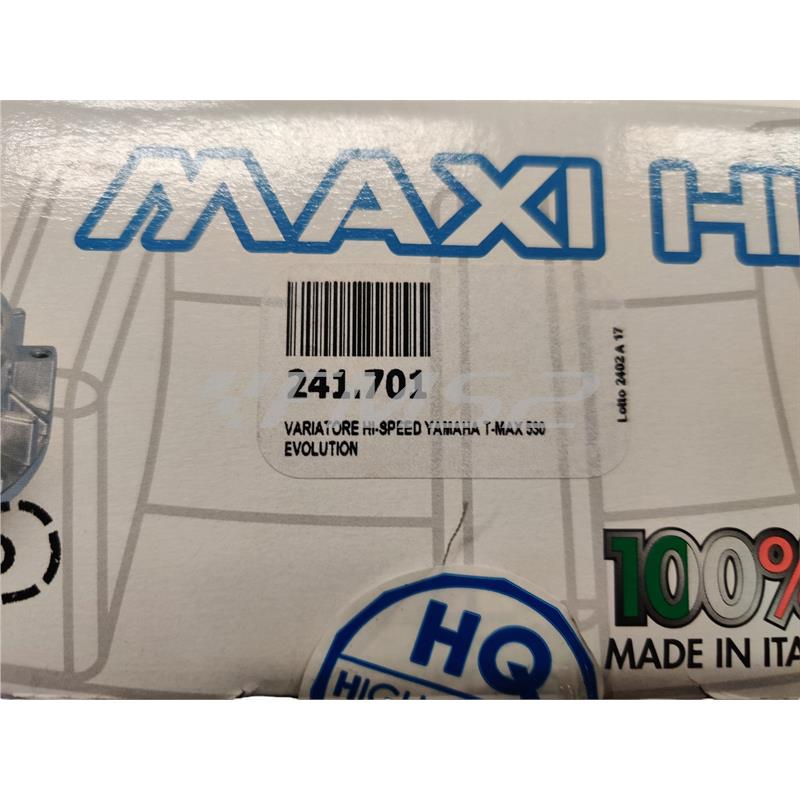 MAXI HI
241.701
VARIATORE HI-SPEED YAMAHA T-MAX 530
EVOLUTION
Lotto 2402 A 17
HQ
HIGH
100%
MADE IN ITA